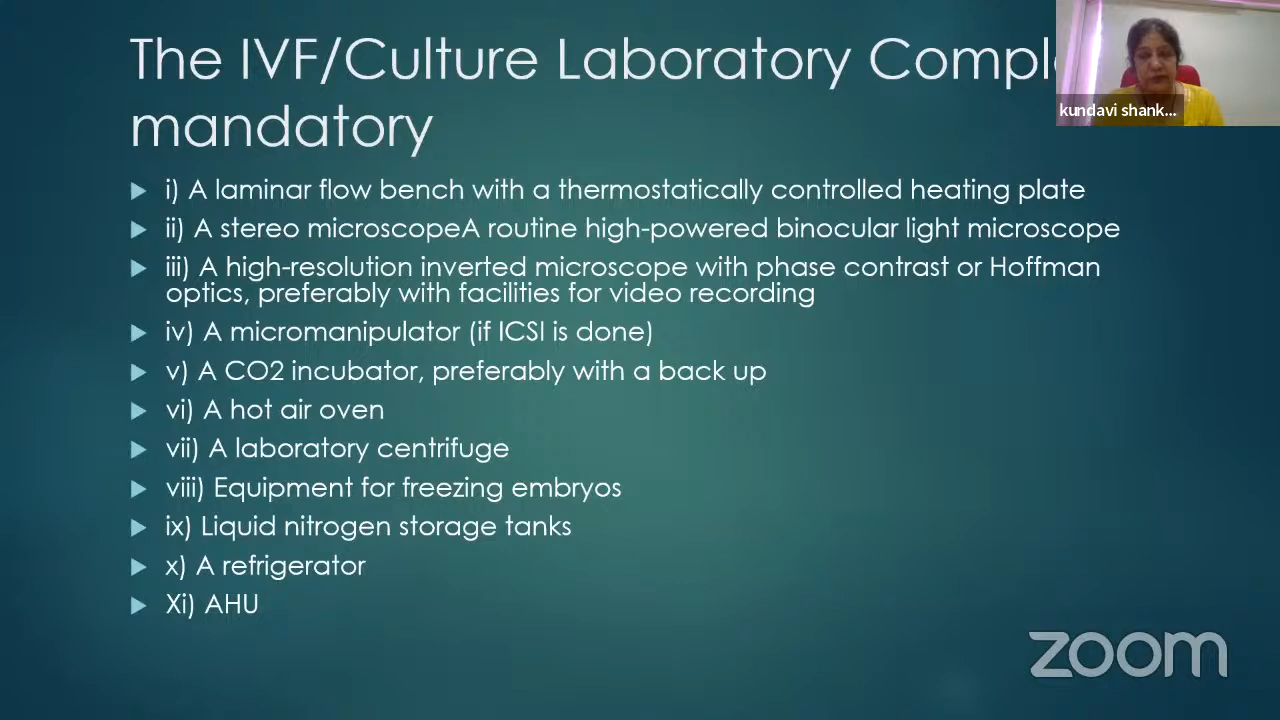 The IVF/Culture Laboratory
mandatory
i) A laminar flow bench with a thermostatically controlled heating plate
ii) A stereo microscopeA routine high-powered binocular light microscope
iii) A high-resolution inverted microscope with phase contrast or Hoffman
optics, preferably with facilities for video recording
iv) A micromanipulator (if ICSI is done)
v) A CO2 incubator, preferably with a back up
vi) A hot air oven
vii) A laboratory centrifuge
viii) Equipment for freezing embryos
ix) Liquid nitrogen storage tanks
x) A refrigerator
Xi) AHU
kundavi shank...
zoom